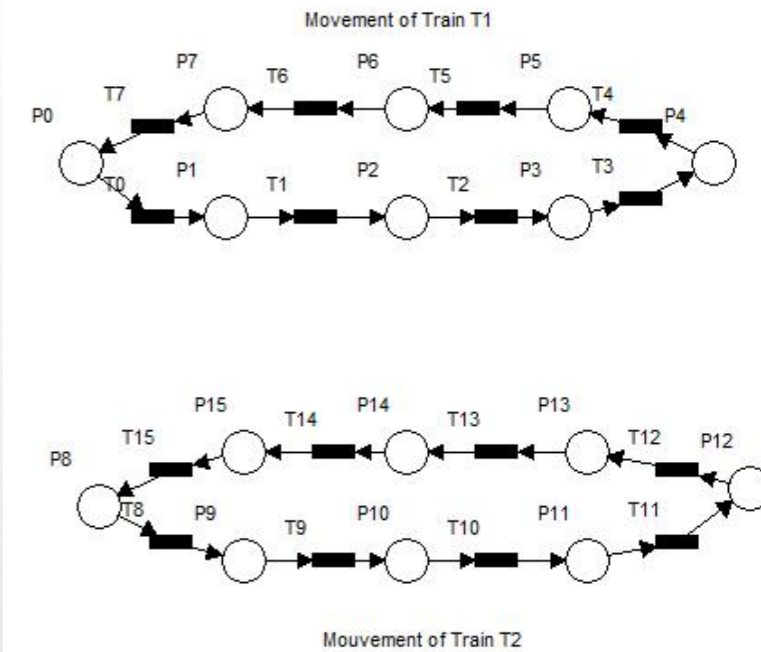 Movement of Train T1
P7 T6 P6 T5 P5
P0 T7 T4 P4
T0 P1 T1 P2 T2 P3 T3
P15 T14 P14 T13 P13
P8 T15 T12 P12
T8 P9 T9 P10 T10 P11 T11
Mouvement of Train T2